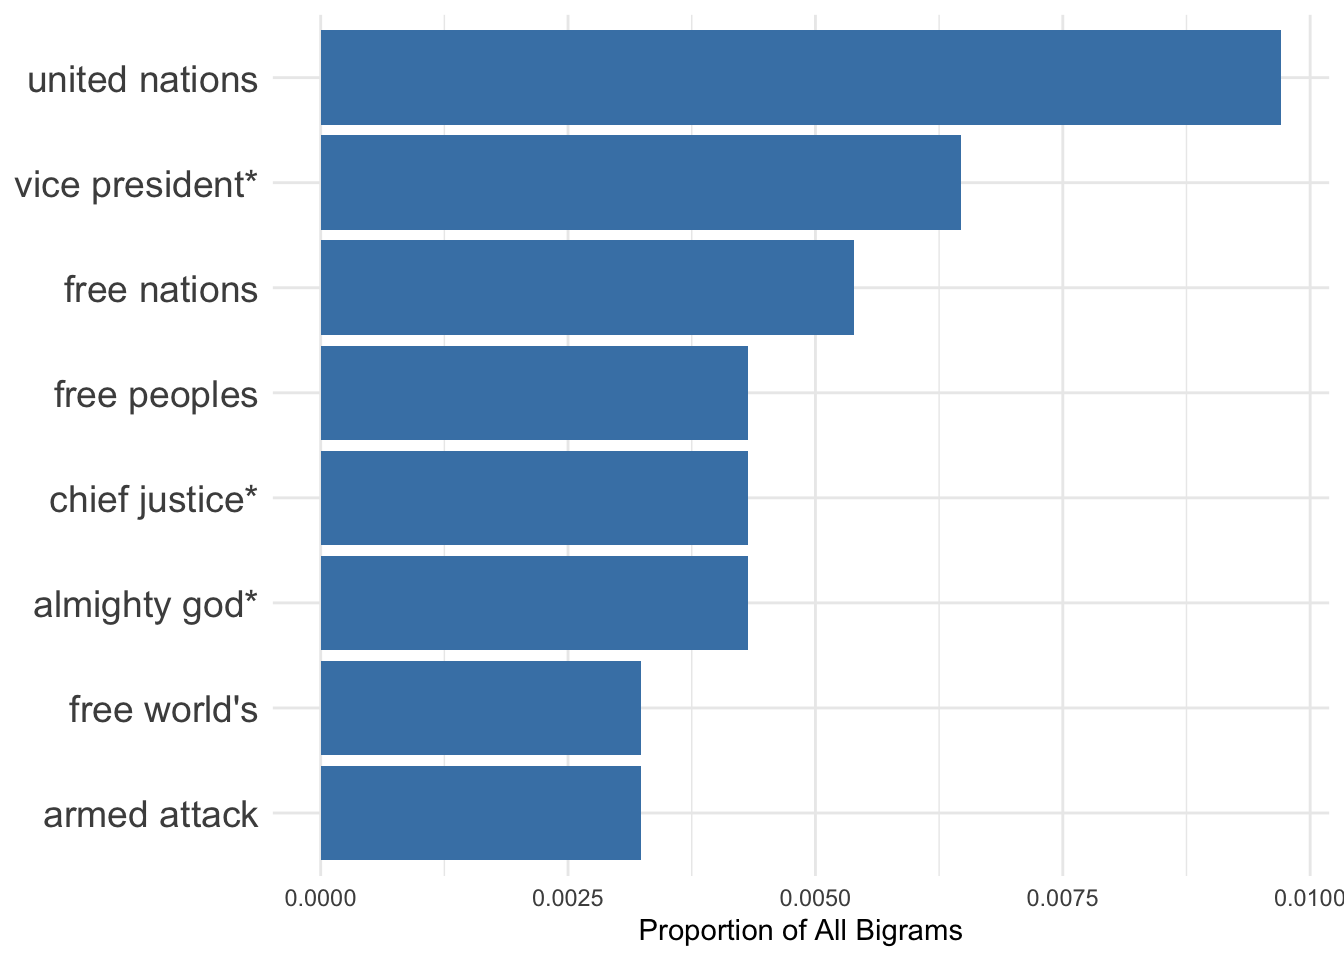 united nations
vice president*
free nations
free peoples
chief justice*
almighty god*
free world's
armed attack
0.0000 0.0025 0.0050 0.0075 0.0100
Proportion of All Bigrams